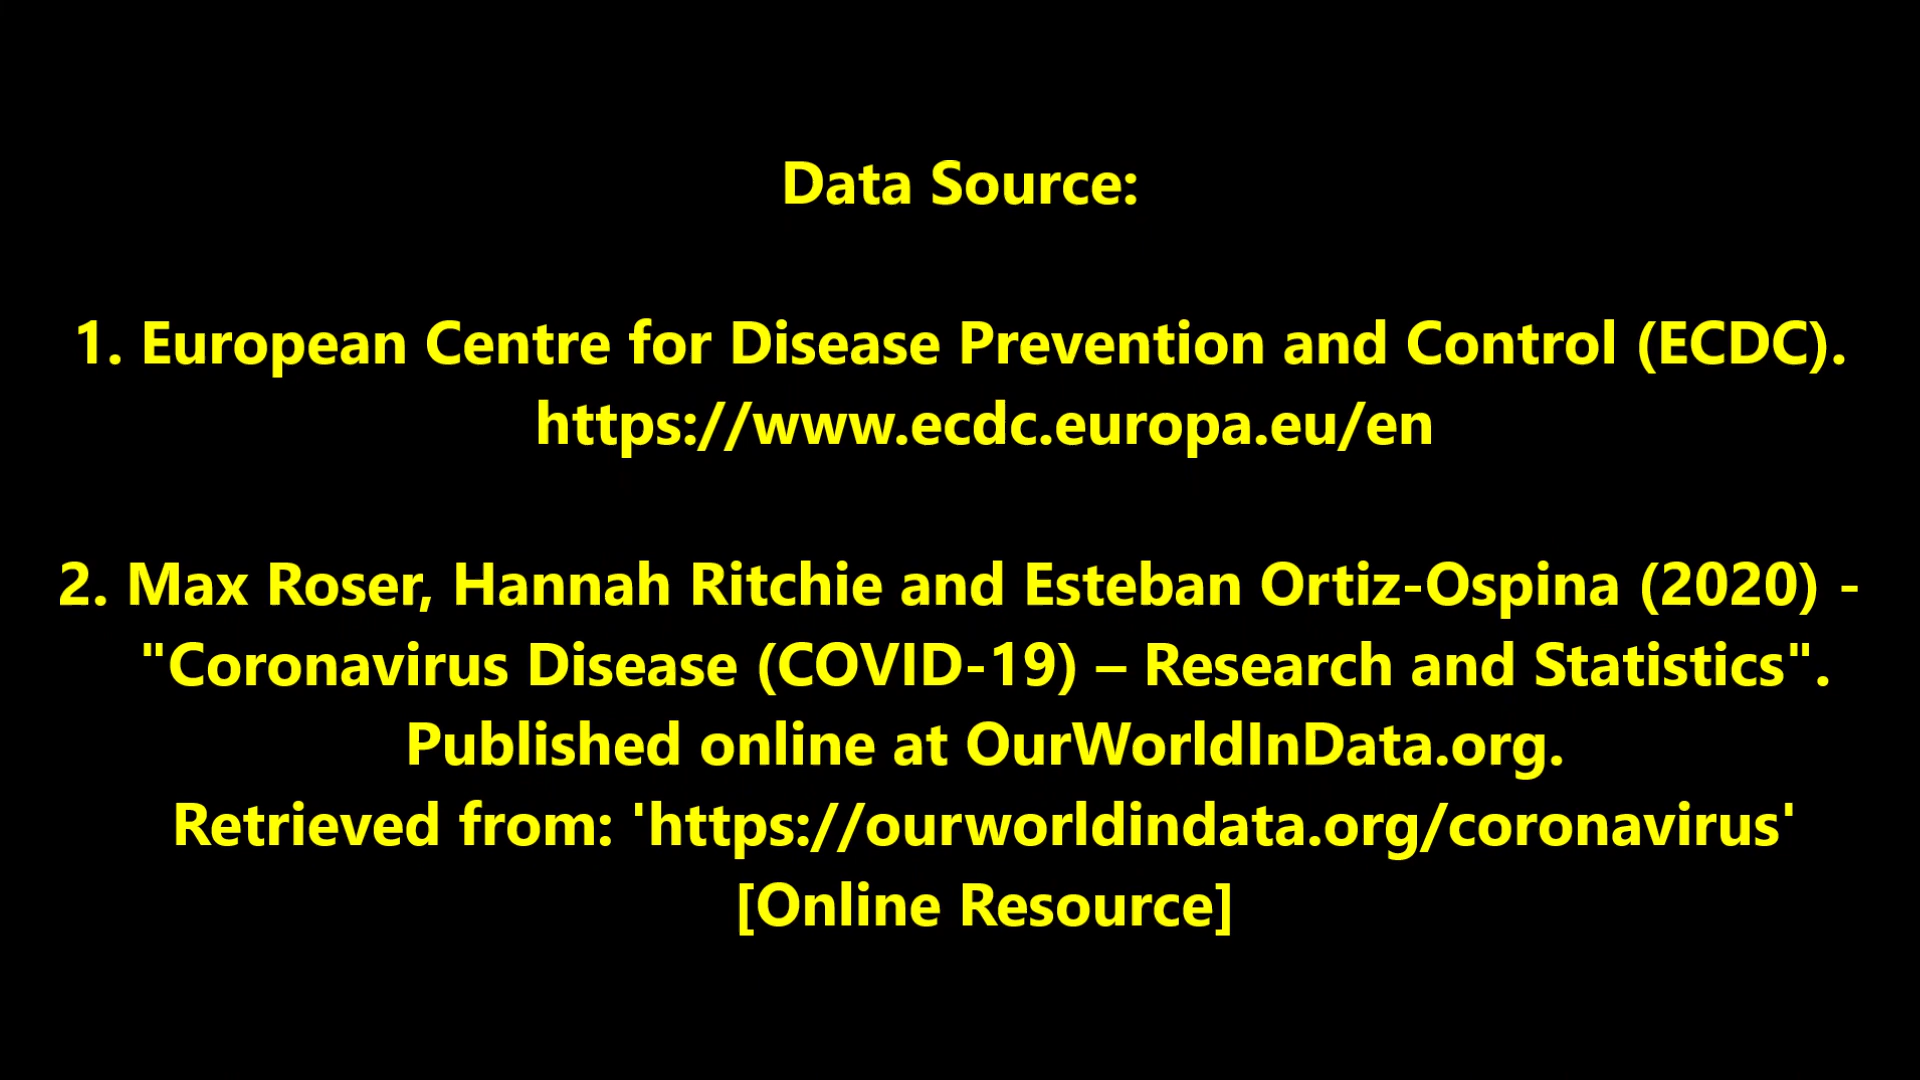 Data Source:
1. European Centre for Disease Prevention and Control (ECDC).
https://www.ecdc.europa.eu/en
2. Max Roser, Hannah Ritchie and Esteban Ortiz-Ospina (2020) -
"Coronavirus Disease (COVID-19) – Research and Statistics".
Published online at OurWorldInData.org.
Retrieved from: 'https://ourworldindata.org/coronavirus'
[Online Resource]